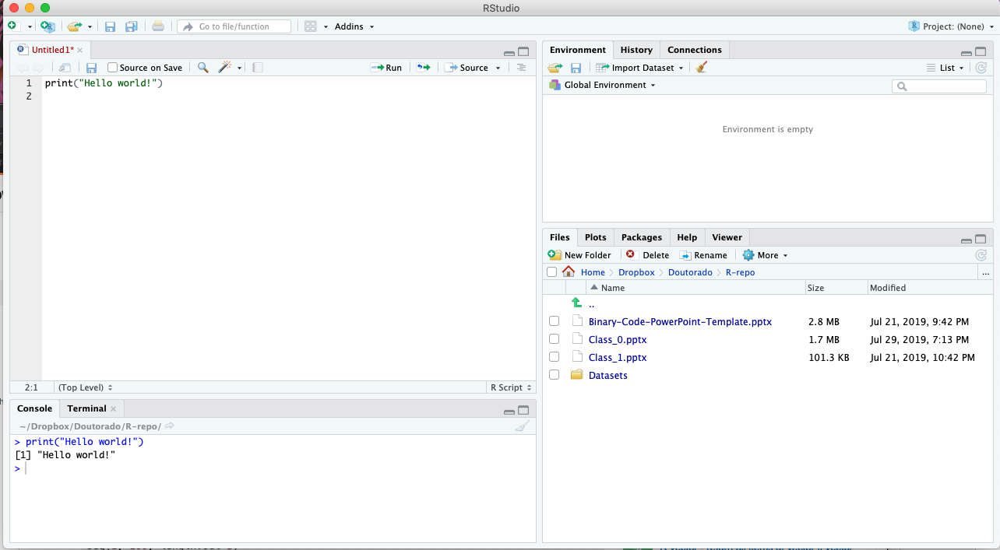 RStudio
Go to file/function
Addins
Project: (None)
Untitled1*
Source on Save
Run
Source
1 print("Hello world!")
2
2:1 (Top Level) R Script
Console Terminal
~/Dropbox/Doutorado/R-repo/
> print("Hello world!")
[1] "Hello world!"
>
Environment History Connections
Import Dataset List
Global Environment
Environment is empty
Files Plots Packages Help Viewer
New Folder Delete Rename More
Home Dropbox Doutorado R-repo ...
Name Size Modified
..
Binary-Code-PowerPoint-Template.pptx 2.8 MB Jul 21, 2019, 9:42 PM
Class_0.pptx 1.7 MB Jul 29, 2019, 7:13 PM
Class_1.pptx 101.3 KB Jul 21, 2019, 10:42 PM
Datasets